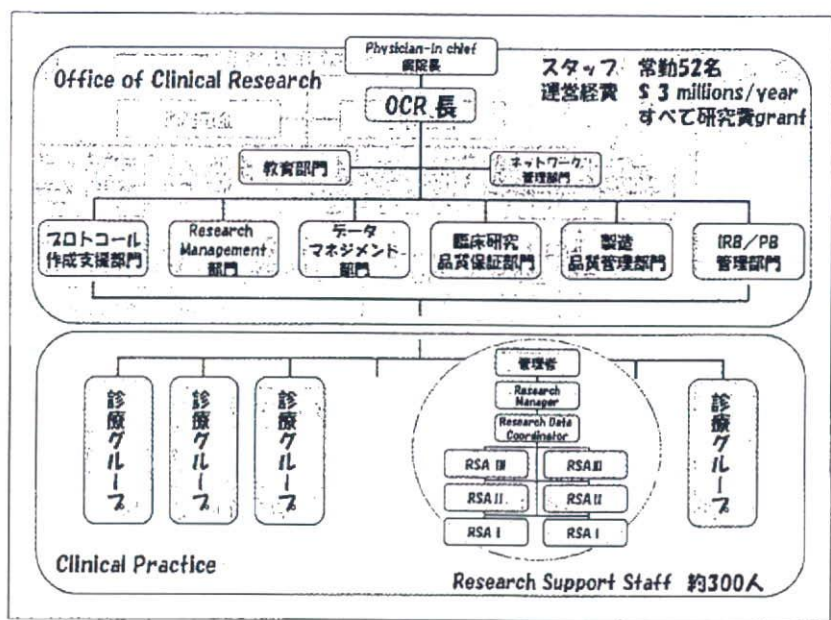 Physician-in chief
病院長
Office of Clinical Research
スタッフ 常勤52名
運営経費 $ 3 millions/year
すべて研究費grant
OCR 長
教育部門
ネットワーク
管理部門
プロトコール
作成支援部門
Research
Management
部門
データ
マネジメント
部門
臨床研究
品質保証部門
製造
品質管理部門
IRB/PB
管理部門
診療グループ
診療グループ
診療グループ
管理者
Research
Manager
Research Data
Coordinator
RSA III
RSA III
RSA II
RSA II
RSA I
RSA I
診療グループ
Clinical Practice
Research Support Staff 約300人